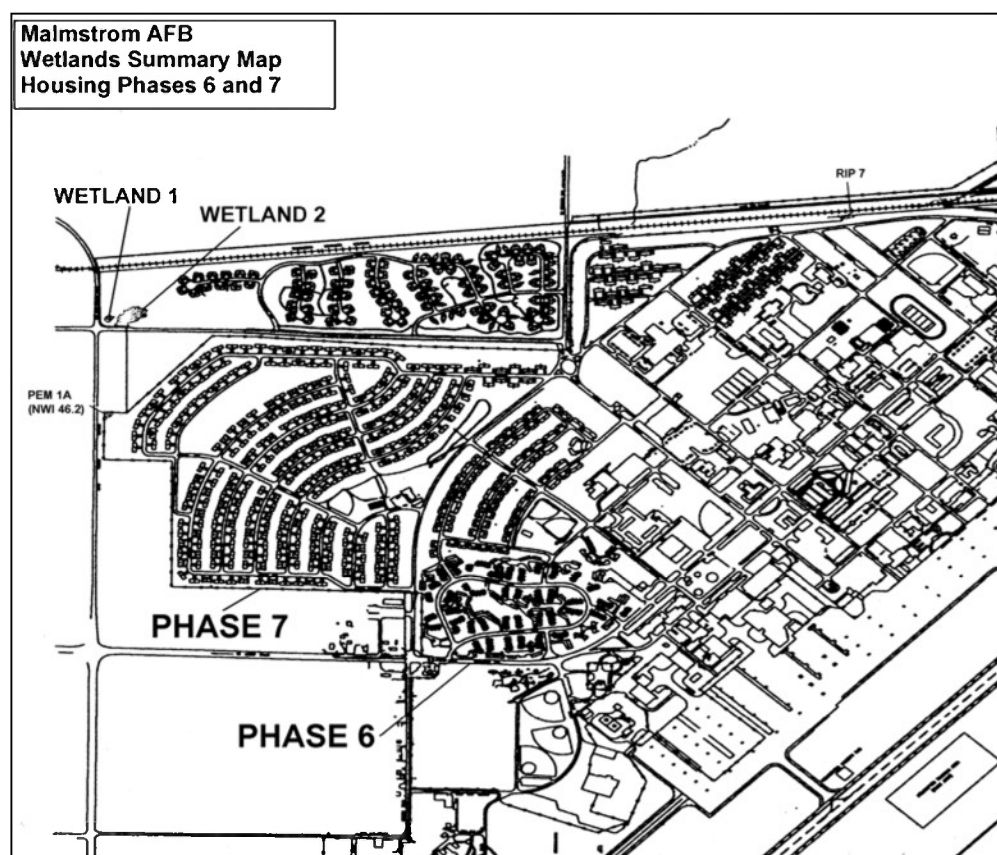 Malmstrom AFB
Wetlands Summary Map
Housing Phases 6 and 7
WETLAND 1
WETLAND 2
RIP 7
PEM 1A
(NWI 46.2)
PHASE 7
PHASE 6